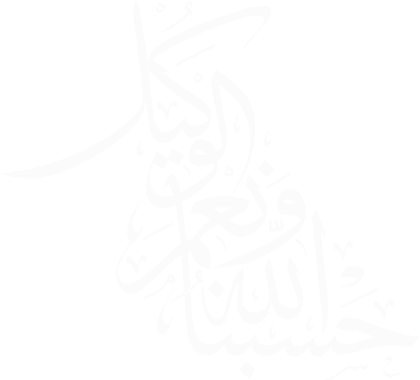 حسبنا الله
ونعم
الوكيل